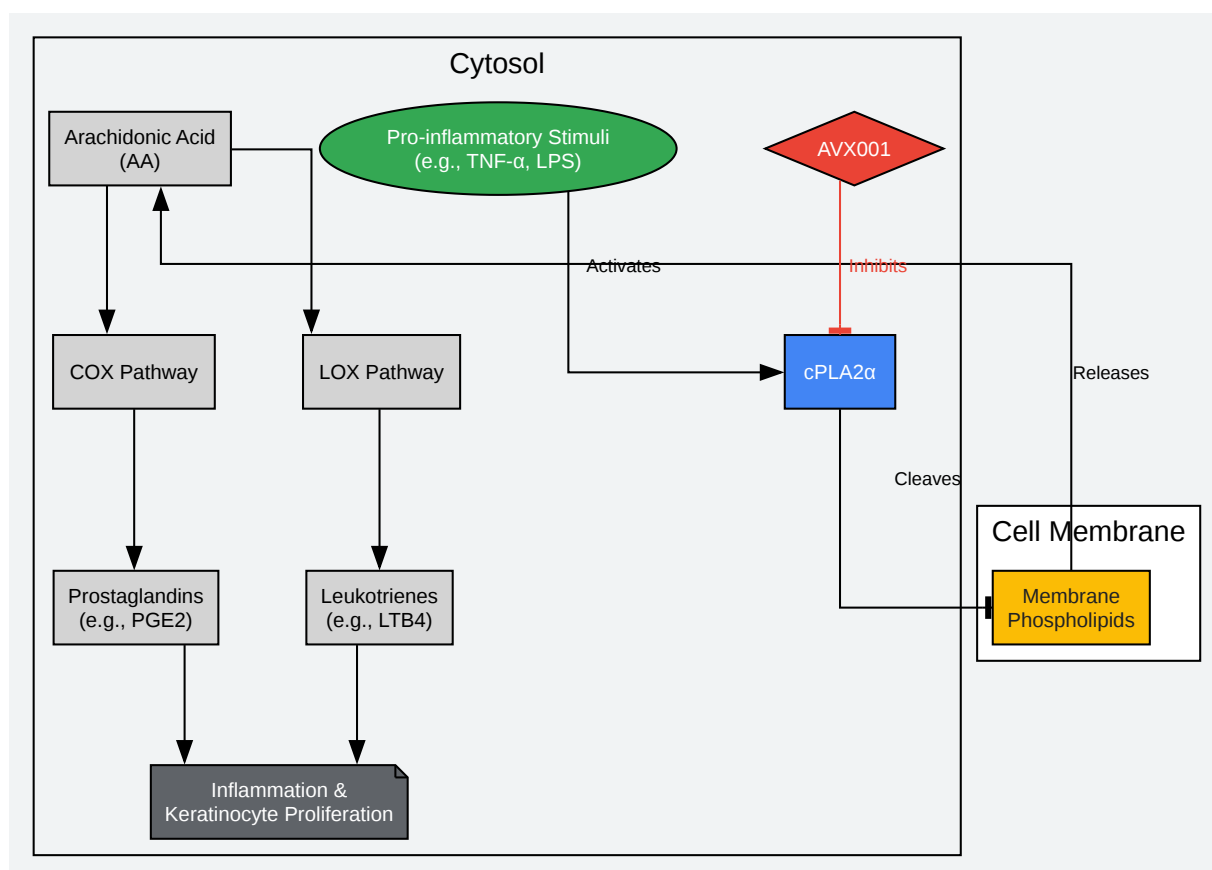 Cytosol
Arachidonic Acid
(AA)
Pro-inflammatory Stimuli
(e.g., TNF-α, LPS)
AVX001
Activates
Inhibits
COX Pathway
LOX Pathway
cPLA2α
Releases
Cleaves
Cell Membrane
Prostaglandins
(e.g., PGE2)
Leukotrienes
(e.g., LTB4)
Membrane
Phospholipids
Inflammation &
Keratinocyte Proliferation